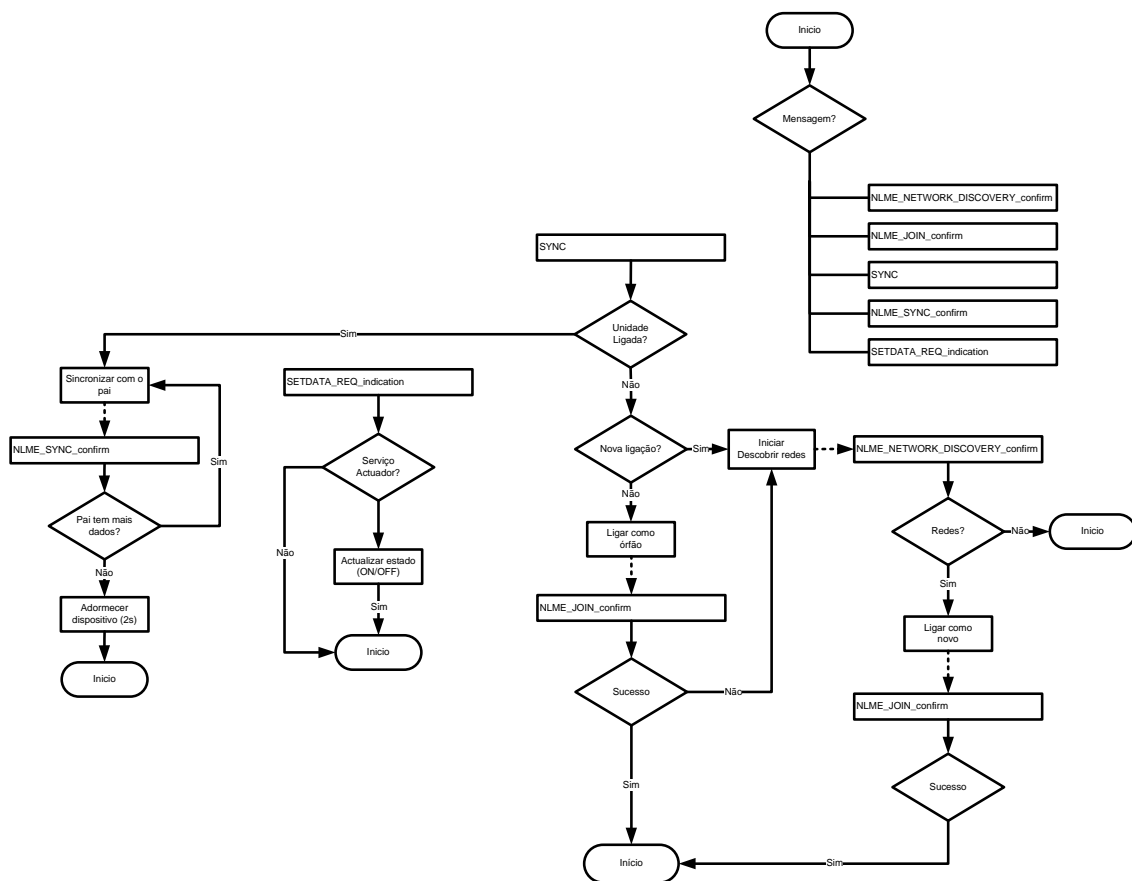 Inicio
Mensagem?
NLME_NETWORK_DISCOVERY_confirm
NLME_JOIN_confirm
SYNC
NLME_SYNC_confirm
SETDATA_REQ_indication
SYNC
Unidade
Ligada?
Sim
Não
Sincronizar com o
pai
NLME_SYNC_confirm
Sim
Pai tem mais
dados?
Não
Adormecer
dispositivo (2s)
Inicio
SETDATA_REQ_indication
Serviço
Actuador?
Não
Actualizar estado
(ON/OFF)
Sim
Inicio
Nova ligação?
Sim
Não
Iniciar
Descobrir redes
Ligar como
órfão
NLME_JOIN_confirm
Sucesso
Não
Sim
Início
NLME_NETWORK_DISCOVERY_confirm
Redes?
Não
Inicio
Sim
Ligar como
novo
NLME_JOIN_confirm
Sucesso
Sim